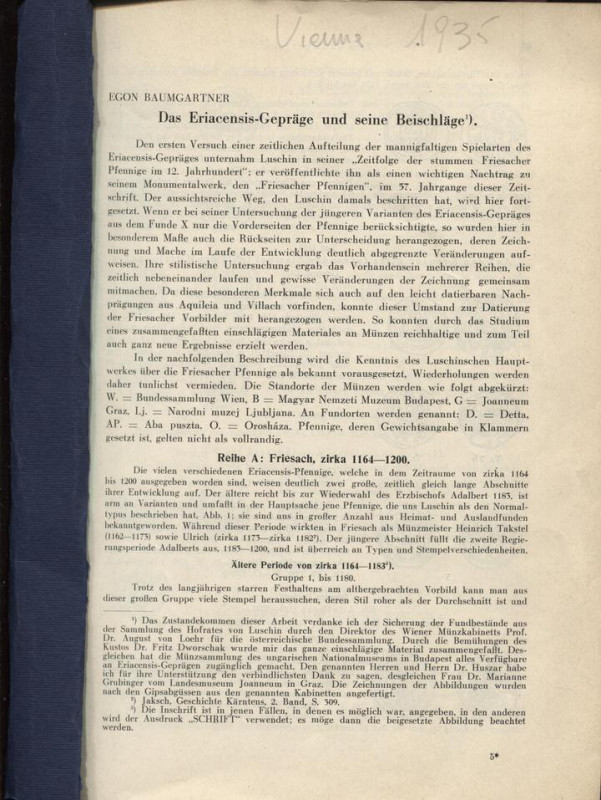 Vienna 1935
EGON BAUMGARTNER
Das Eriacensis-Gepräge und seine Beischläge¹).
Den ersten Versuch einer zeitlichen Aufteilung der mannigfaltigen Spielarten des
Eriacensis-Gepräges unternahm Luschin in seiner „Zeitfolge der stummen Friesacher
Pfennige im 12. Jahrhundert“; er veröffentlichte ihn als einen wichtigen Nachtrag zu
seinem Monumentalwerk, den „Friesacher Pfennigen“, im 57. Jahrgange dieser Zeit-
schrift. Der aussichtsreiche Weg, den Luschin damals beschritten hat, wird hier fort-
gesetzt. Wenn er bei seiner Untersuchung der jüngeren Varianten des Eriacensis-Gepräges
aus dem Funde X nur die Vorderseiten der Pfennige berücksichtigte, so wurden hier in
besonderem Maße auch die Rückseiten zur Unterscheidung herangezogen, deren Zeich-
nung und Mache im Laufe der Entwicklung deutlich abgegrenzte Veränderungen auf-
weisen. Ihre stilistische Untersuchung ergab das Vorhandensein mehrerer Reihen, die
zeitlich nebeneinander laufen und gewisse Veränderungen der Zeichnung gemeinsam
mitmachen. Da diese besonderen Merkmale sich auch auf den leicht datierbaren Nach-
prägungen aus Aquileia und Villach vorfinden, konnte dieser Umstand zur Datierung
der Friesacher Vorbilder mit herangezogen werden. So konnten durch das Studium
eines zusammengefaßten einschlägigen Materiales an Münzen reichhaltige und zum Teil
auch ganz neue Ergebnisse erzielt werden.
In der nachfolgenden Beschreibung wird die Kenntnis des Luschinschen Haupt-
werkes über die Friesacher Pfennige als bekannt vorausgesetzt, Wiederholungen werden
daher tunlichst vermieden. Die Standorte der Münzen werden wie folgt abgekürzt:
W. = Bundessammlung Wien, B = Magyar Nemzeti Muzeum Budapest, G = Joanneum
Graz, Lj. = Narodni muzej Ljubljana. An Fundorten werden genannt: D. = Detta,
AP. = Aba puszta, O. = Orosháza. Pfennige, deren Gewichtsangabe in Klammern
gesetzt ist, gelten nicht als vollrandig.
Reihe A: Friesach, zirka 1164—1200.
Die vielen verschiedenen Eriacensis-Pfennige, welche in dem Zeitraume von zirka 1164
bis 1200 ausgegeben worden sind, weisen deutlich zwei große, zeitlich gleich lange Abschnitte
ihrer Entwicklung auf. Der ältere reicht bis zur Wiederwahl des Erzbischofs Adalbert 1183, ist
arm an Varianten und umfaßt in der Hauptsache jene Pfennige, die uns Luschin als den Normal-
typus beschrieben hat, Abb. 1; sie sind uns in großer Anzahl aus Heimat- und Auslandfunden
bekanntgeworden. Während dieser Periode wirkten in Friesach als Münzmeister Heinrich Takstel
(1162—1173) sowie Ulrich (zirka 1173—zirka 1182²). Der jüngere Abschnitt füllt die zweite Regie-
rungsperiode Adalberts aus, 1183—1200, und ist überreich an Typen und Stempelverschiedenheiten.
Ältere Periode von zirka 1164—1183³).
Gruppe 1, bis 1180.
Trotz des langjährigen starren Festhaltens am althergebrachten Vorbild kann man aus
dieser großen Gruppe viele Stempel heraussuchen, deren Stil roher als der Durchschnitt ist und
¹) Das Zustandekommen dieser Arbeit verdanke ich der Sicherung der Fundbestände aus
der Sammlung des Hofrates von Luschin durch den Direktor des Wiener Münzkabinetts Prof.
Dr. August von Loehr für die österreichische Bundessammlung. Durch die Bemühungen des
Kustos Dr. Fritz Dworschak wurde mir das ganze einschlägige Material zusammengefaßt. Des-
gleichen hat die Münzsammlung des ungarischen Nationalmuseums in Budapest alles Verfügbare
an Eriacensis-Geprägen zugänglich gemacht. Den genannten Herren und Herrn Dr. Huszar habe
ich für ihre Unterstützung den verbindlichsten Dank zu sagen, desgleichen Frau Dr. Marianne
Grubinger vom Landesmuseum Joanneum in Graz. Die Zeichnungen der Abbildungen wurden
nach den Gipsabgüssen aus den genannten Kabinetten angefertigt.
²) Jaksch, Geschichte Kärntens, 2. Band, S. 309.
³) Die Inschrift ist in jenen Fällen, in denen es möglich war, angegeben, in den anderen
wird der Ausdruck „SCHRIFT“ verwendet; es möge dann die beigesetzte Abbildung beachtet
werden.
5*